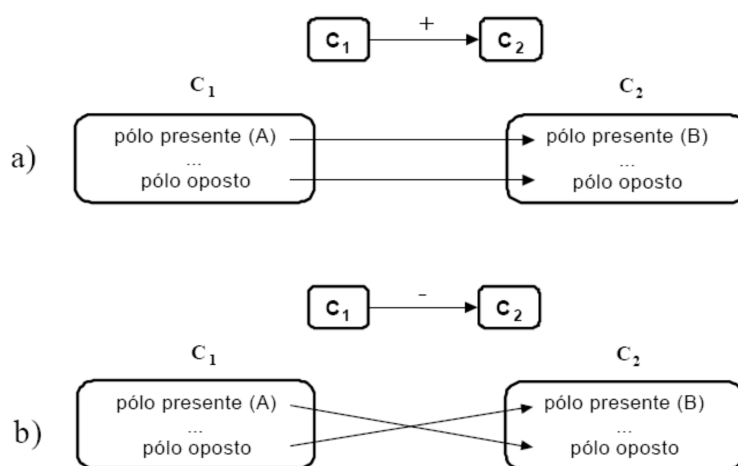 +
C1 C2
C1 C2
a)
pólo presente (A) pólo presente (B)
... ...
pólo oposto pólo oposto
-
C1 C2
C1 C2
b)
pólo presente (A) pólo presente (B)
... ...
pólo oposto pólo oposto